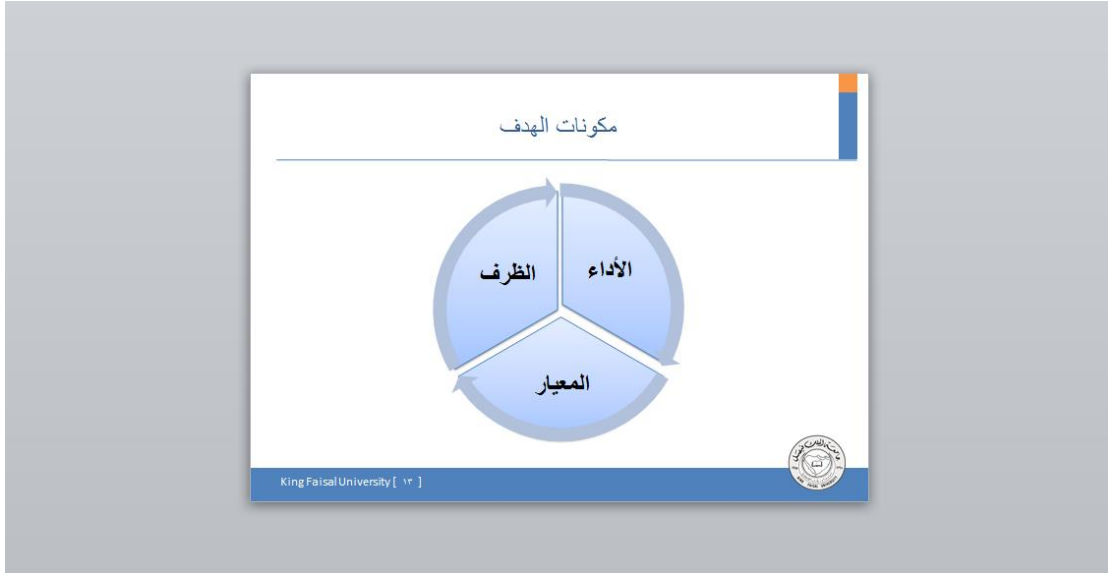 مكونات الهدف
الأداء
الظرف
المعيار
King Faisal University [ ١٣ ]